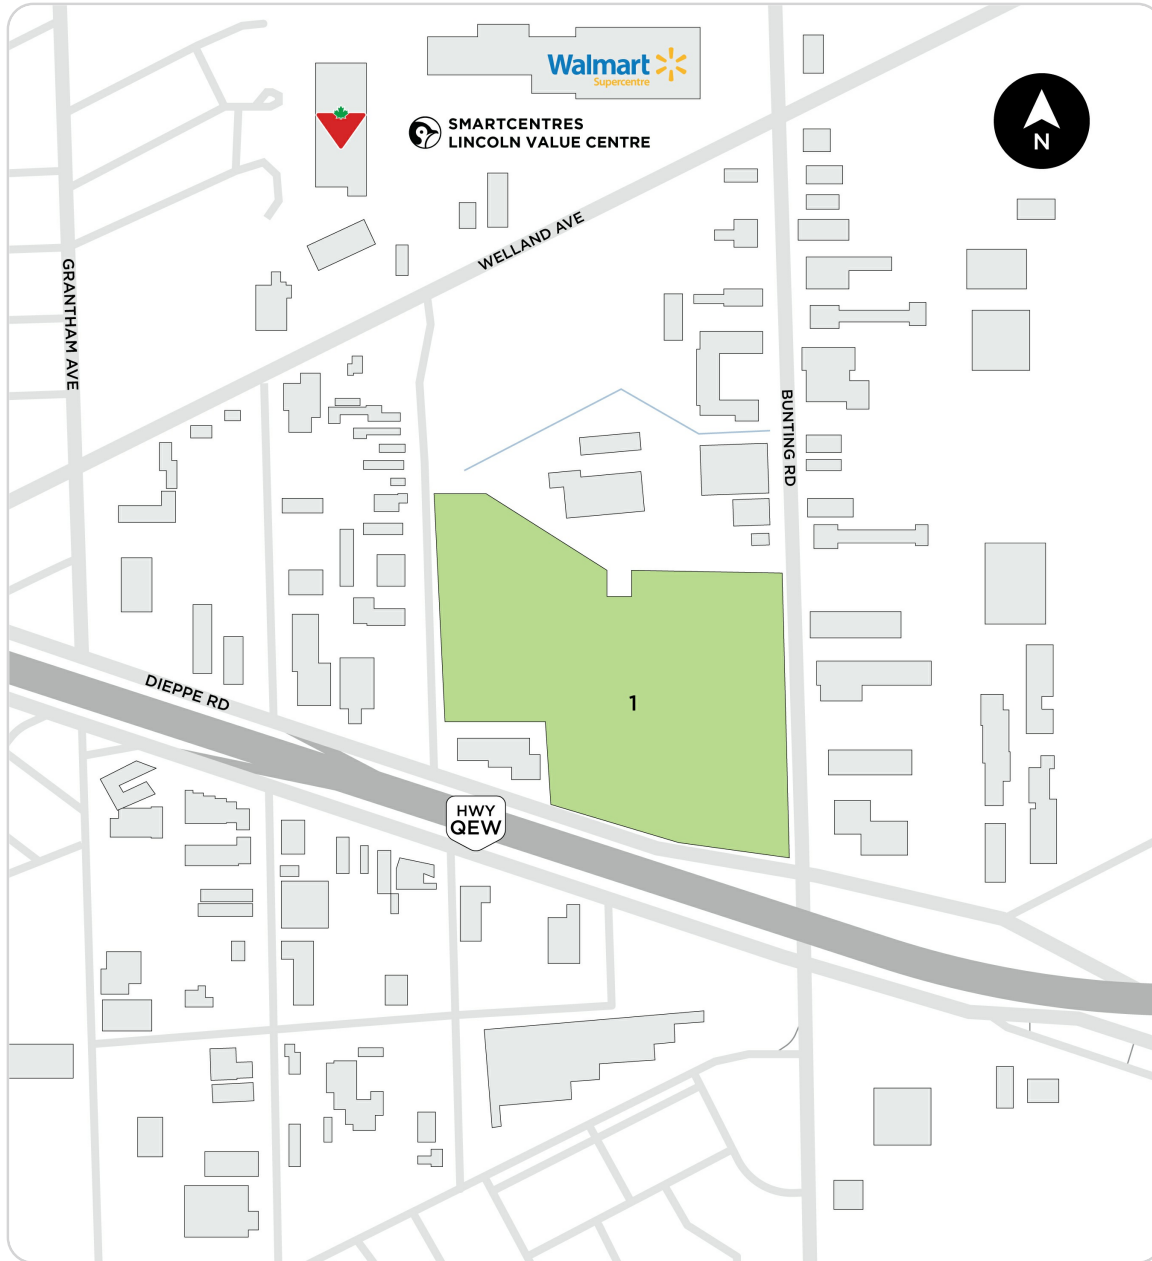 Walmart
Supercentre
SMARTCENTRES
LINCOLN VALUE CENTRE
N
WELLAND AVE
GRANTHAM AVE
BUNTING RD
DIEPPE RD
1
HWY
QEW